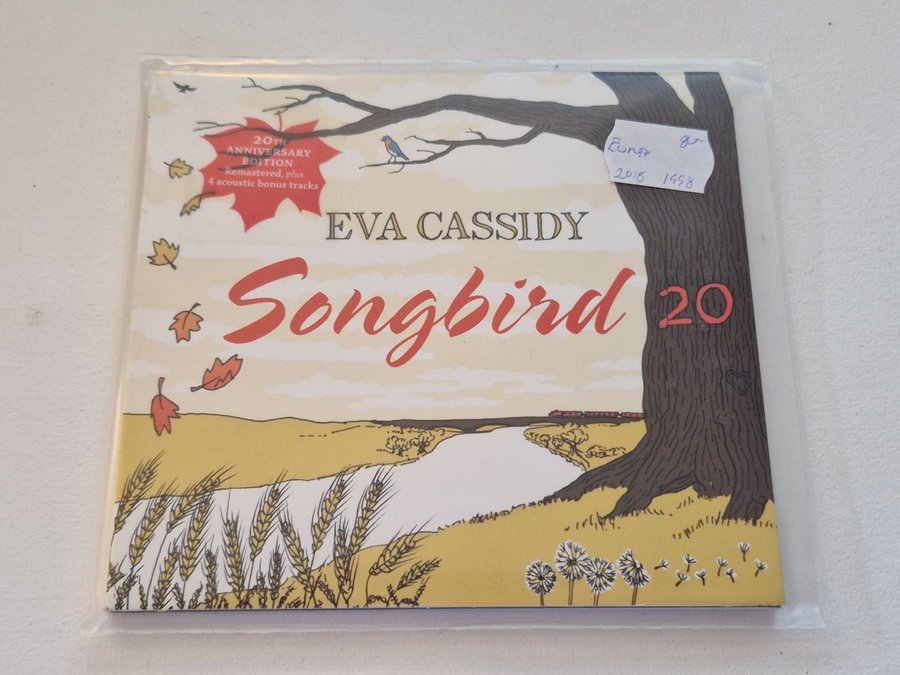 20TH
ANNIVERSARY
EDITION
Remastered, plus
4 acoustic bonus tracks
EVA CASSIDY
Songbird
20
2018 1998